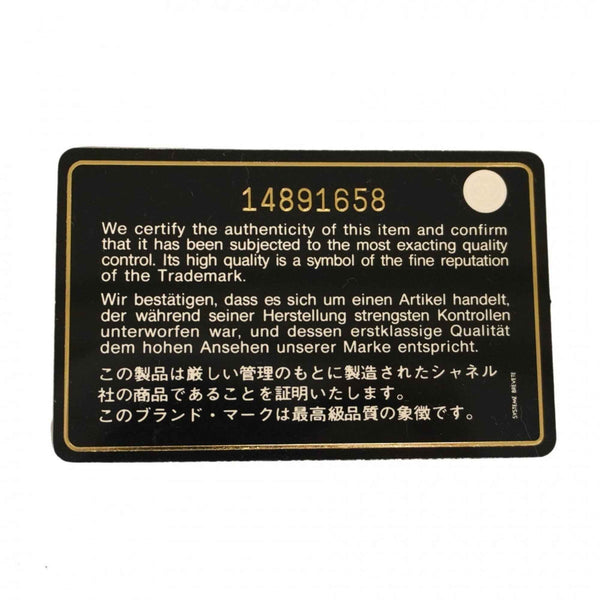 14891658
We certify the authenticity of this item and confirm
that it has been subjected to the most exacting quality
control. Its high quality is a symbol of the fine reputation
of the Trademark.
Wir bestätigen, dass es sich um einen Artikel handelt,
der während seiner Herstellung strengsten Kontrollen
unterworfen war, und dessen erstklassige Qualität
dem hohen Ansehen unserer Marke entspricht.
この製品は厳しい管理のもとに製造されたシャネル
社の商品であることを証明いたします。
このブランド・マークは最高級品質の象徴です。
SYSTEME BREVETE